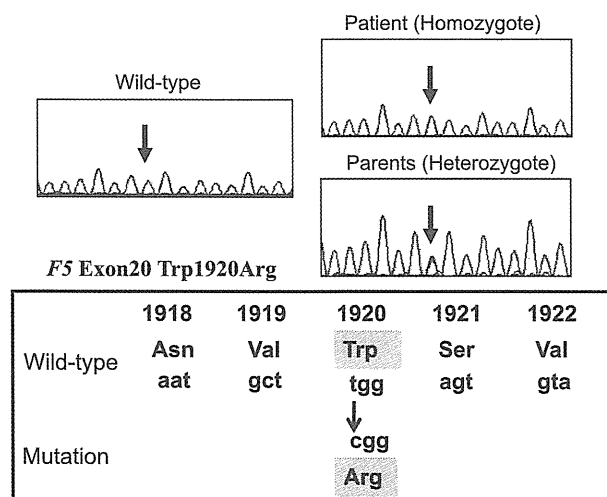 Patient (Homozygote)
Wild-type
Parents (Heterozygote)
F5 Exon20 Trp1920Arg
1918 1919 1920 1921 1922
Wild-type Asn Val Trp Ser Val
aat gct tgg agt gta
cgg
Mutation Arg